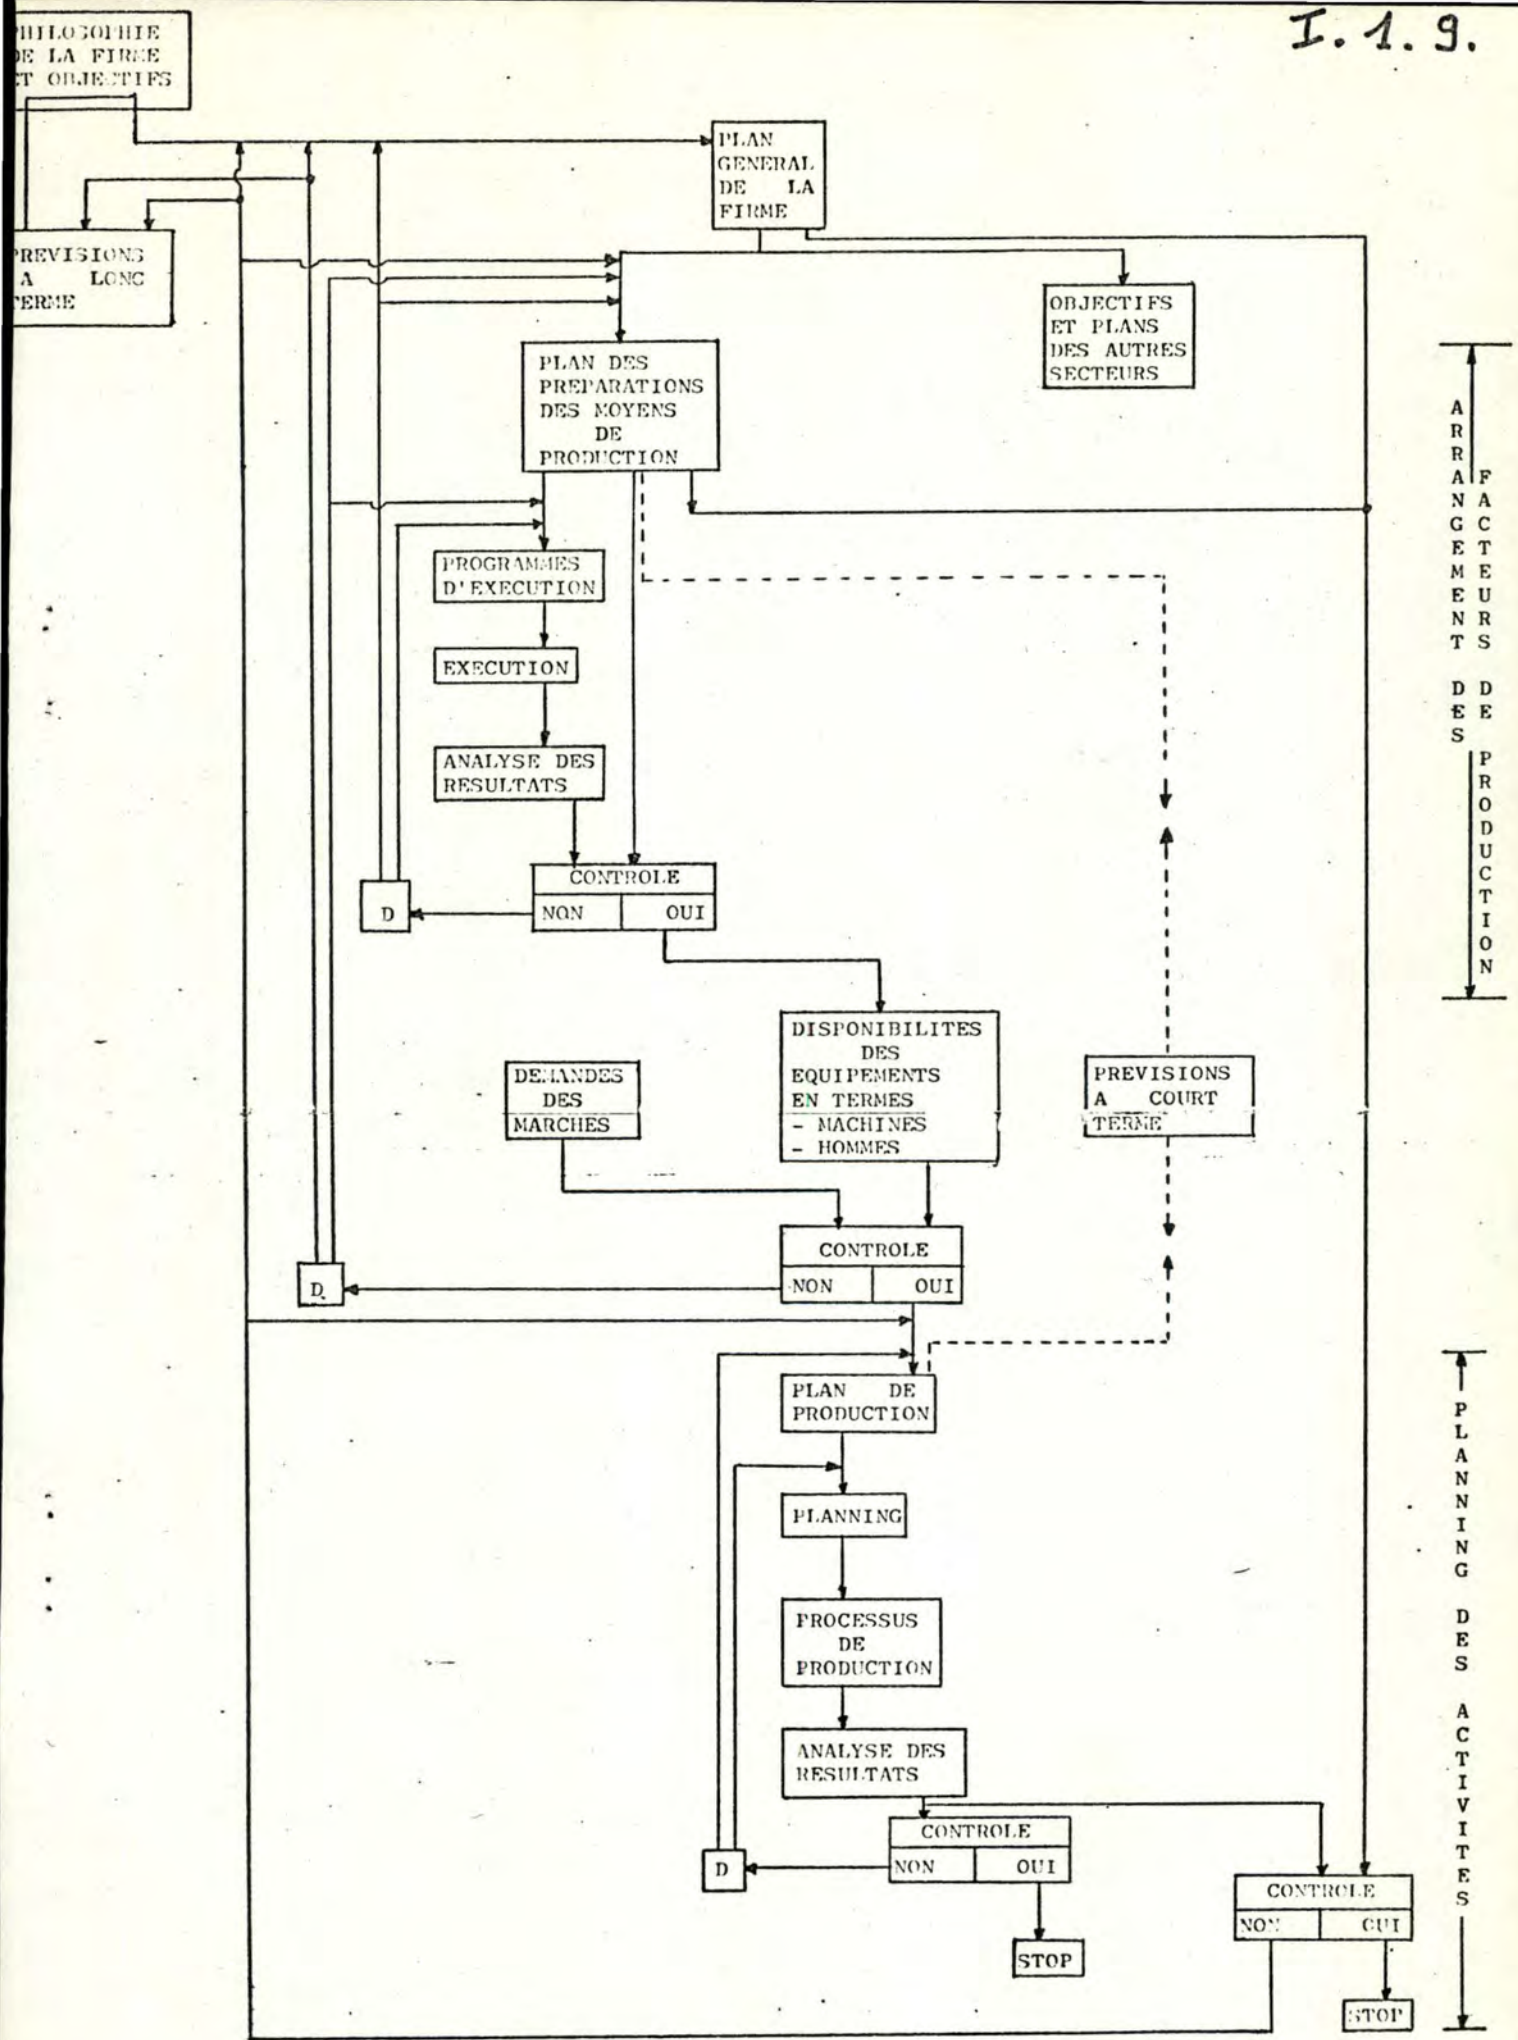 I. 1. 9.
PHILOSOPHIE
DE LA FIRME
ET OBJECTIFS
PLAN
GENERAL
DE LA
FIRME
PREVISIONS
A LONG
TERME
OBJECTIFS
ET PLANS
DES AUTRES
SECTEURS
PLAN DES
PREPARATIONS
DES MOYENS
DE
PRODUCTION
ARRANGEMENT DES
FACTEURS DE PRODUCTION
PROGRAMMES
D'EXECUTION
EXECUTION
ANALYSE DES
RESULTATS
CONTROLE
NON OUI
D
DISPONIBILITES
DES
EQUIPEMENTS
EN TERMES
- MACHINES
- HOMMES
DEMANDES
DES
MARCHES
PREVISIONS
A COURT
TERME
CONTROLE
NON OUI
D
PLAN DE
PRODUCTION
PLANNING
PROCESSUS
DE
PRODUCTION
ANALYSE DES
RESULTATS
CONTROLE
NON OUI
D
STOP
CONTROLE
NON OUI
STOP
PLANNING DES ACTIVITES